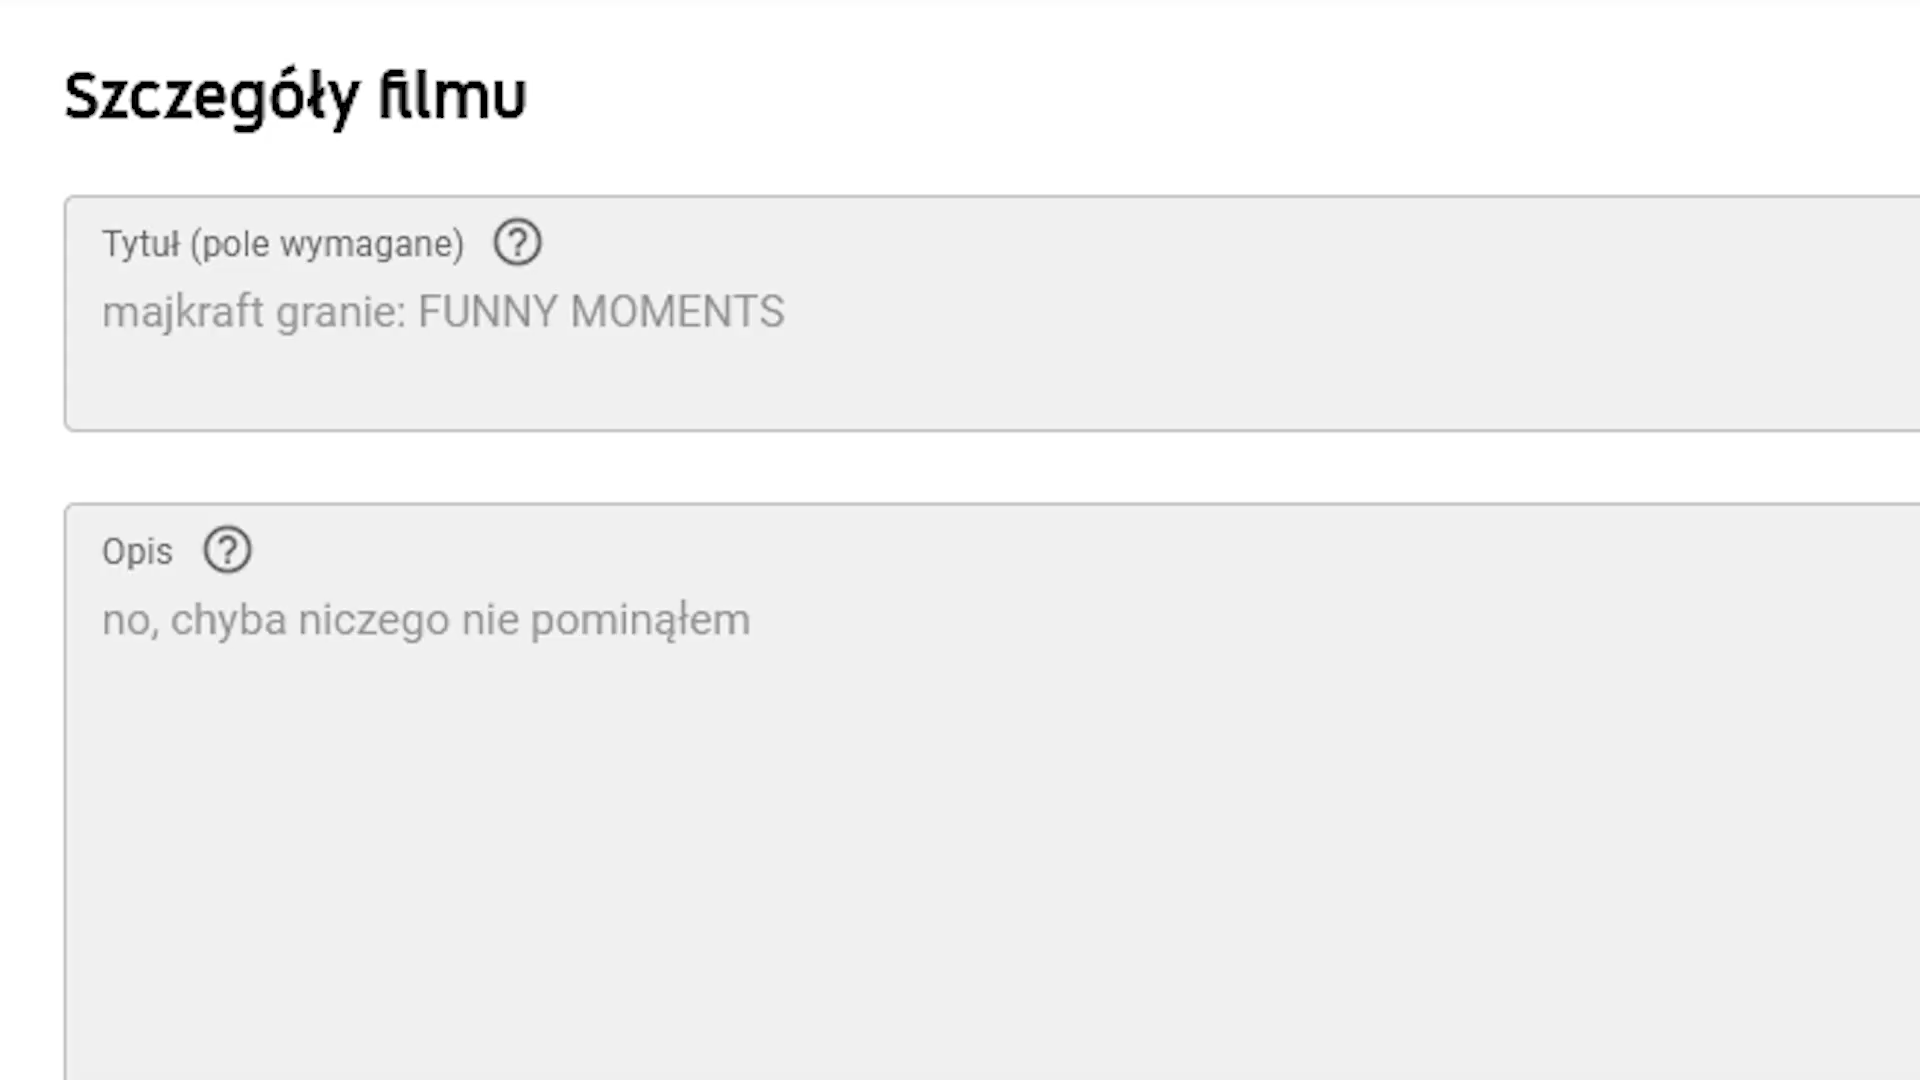 Szczegóły filmu
Tytuł (pole wymagane)
majkraft granie: FUNNY MOMENTS
Opis
no, chyba niczego nie pominąłem